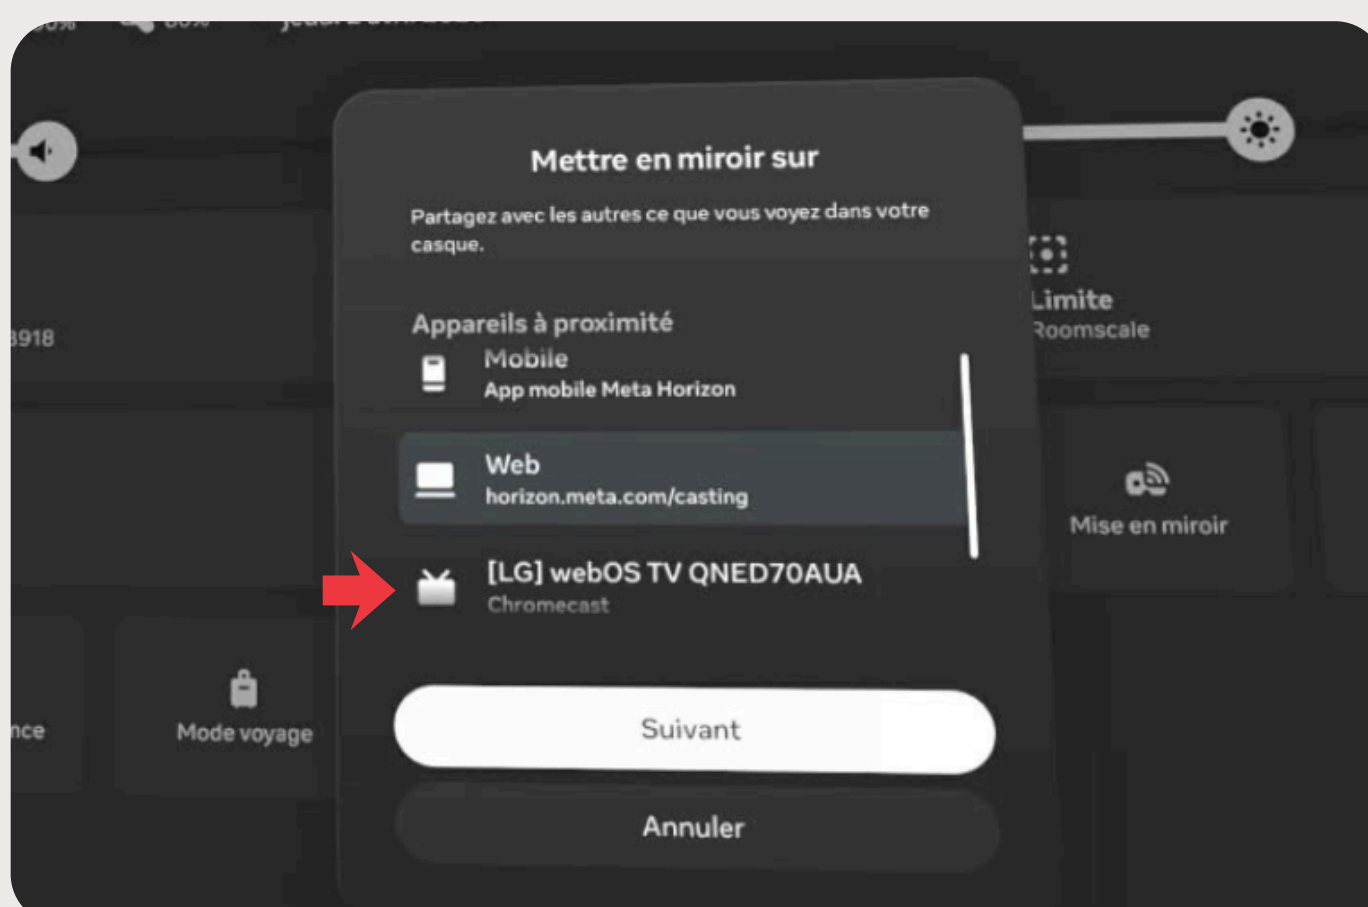 80%
Mettre en miroir sur
Partagez avec les autres ce que vous voyez dans votre
casque.
Appareils à proximité
Mobile
App mobile Meta Horizon
Web
horizon.meta.com/casting
[LG] webOS TV QNED70AUA
Chromecast
Suivant
Annuler
Limite
Roomscale
Mise en miroir
Mode voyage